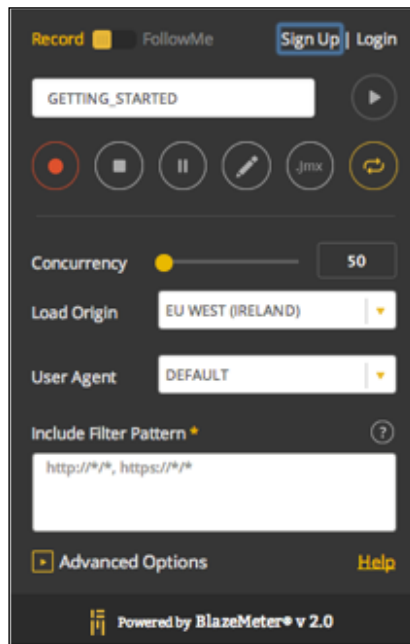 Record FollowMe Sign Up | Login
GETTING_STARTED
.jmx
Concurrency 50
Load Origin EU WEST (IRELAND)
User Agent DEFAULT
Include Filter Pattern * ?
http://*/*, https://*/*
Advanced Options Help
Powered by BlazeMeter® v 2.0